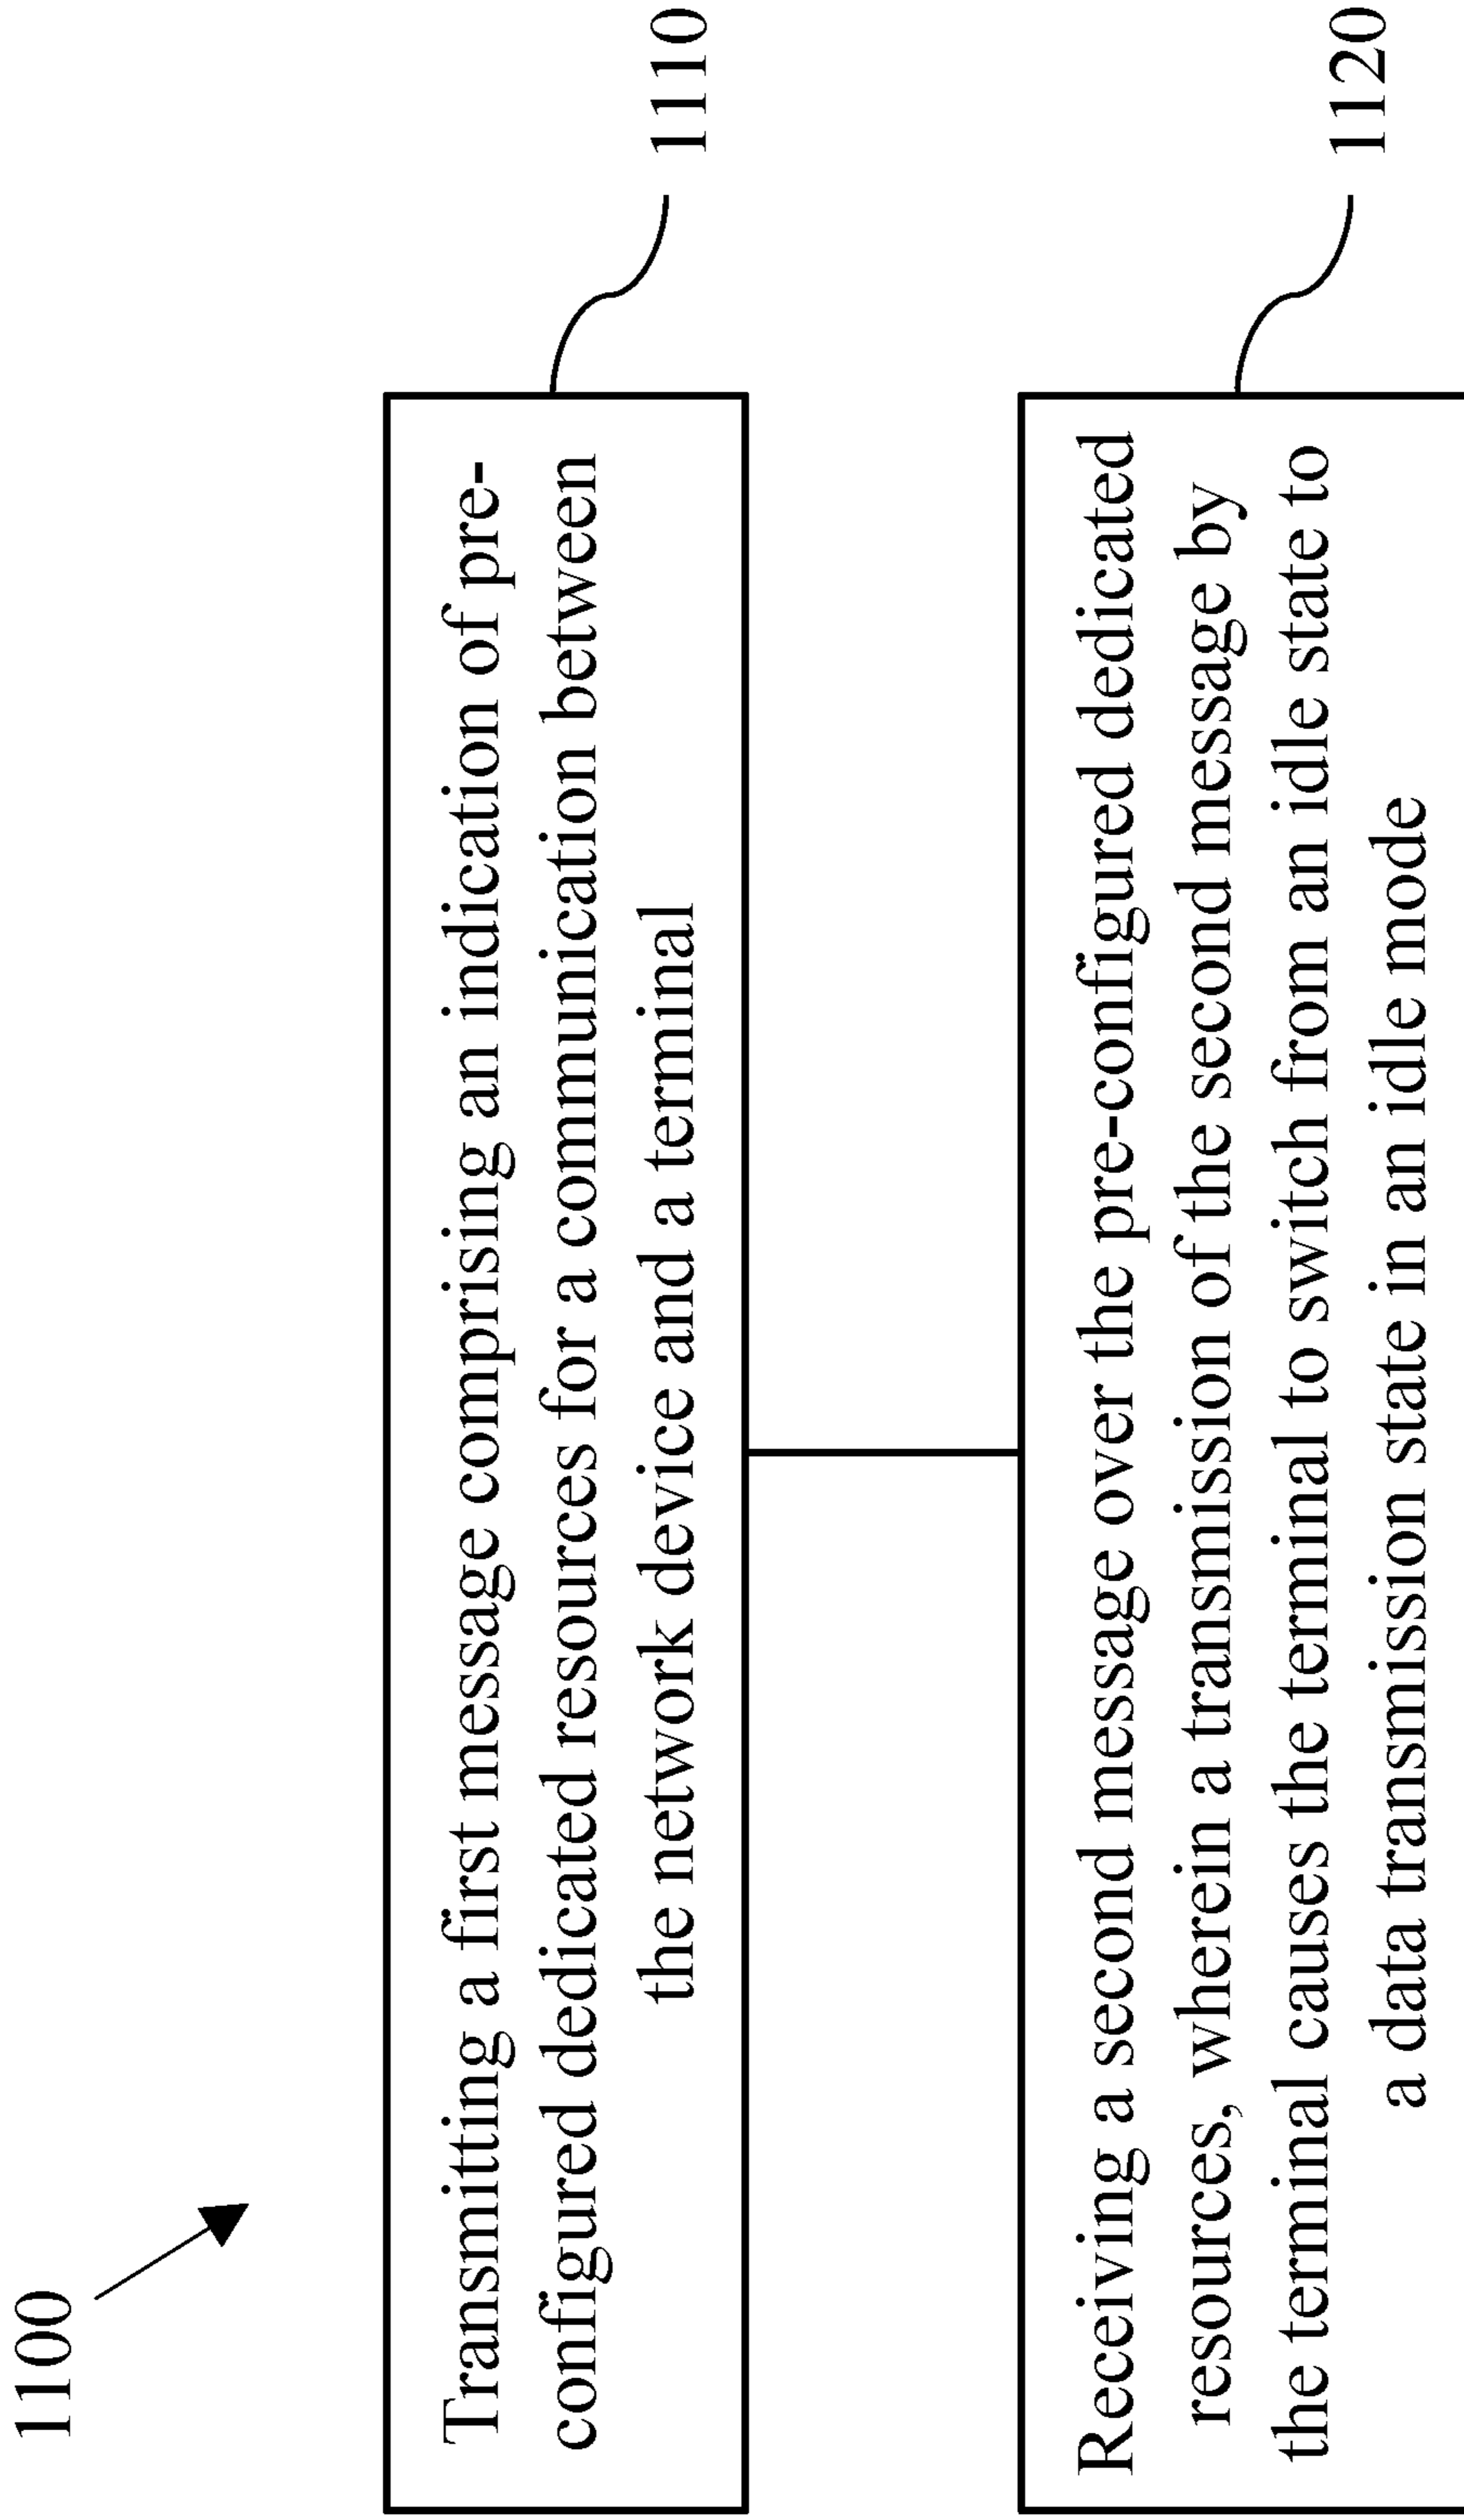 1100
Transmitting a first message comprising an indication of pre-
configured dedicated resources for a communication between
the network device and a terminal
1110
Receiving a second message over the pre-configured dedicated
resources, wherein a transmission of the second message by
the terminal causes the terminal to switch from an idle state to
a data transmission state in an idle mode
1120